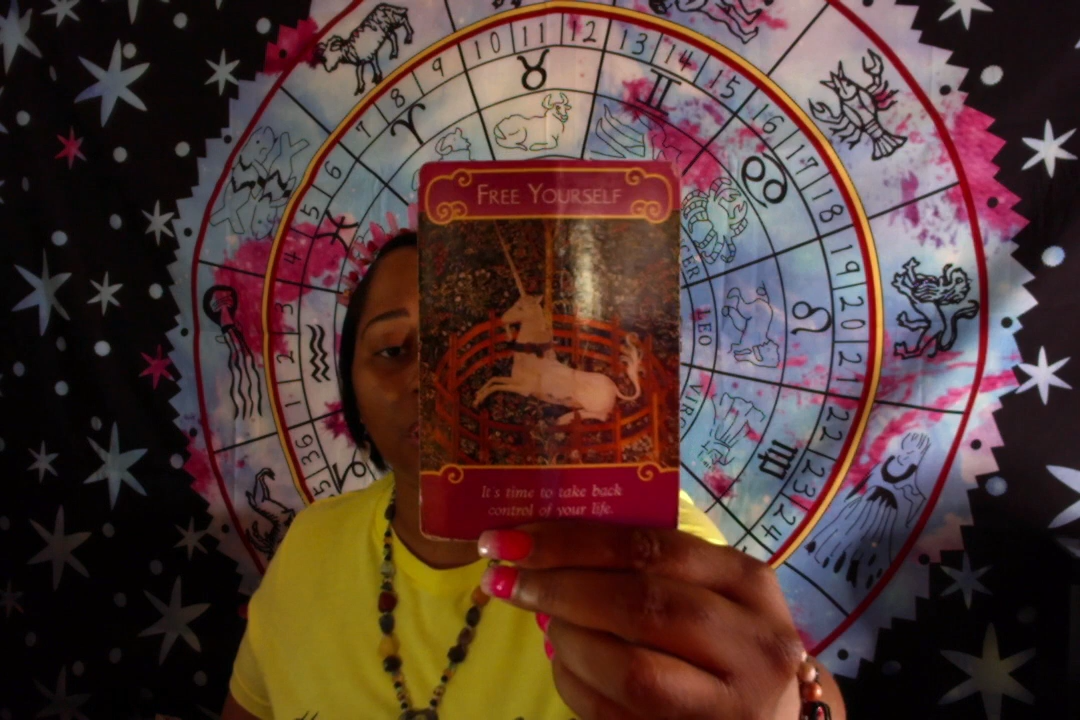 FREE YOURSELF
It's time to take back
control of your life.
7 8 9 10 11 12 13 14 15 16 17 18 19 20 21 22 23 24
6
5
4
3
2
1
36
LEO